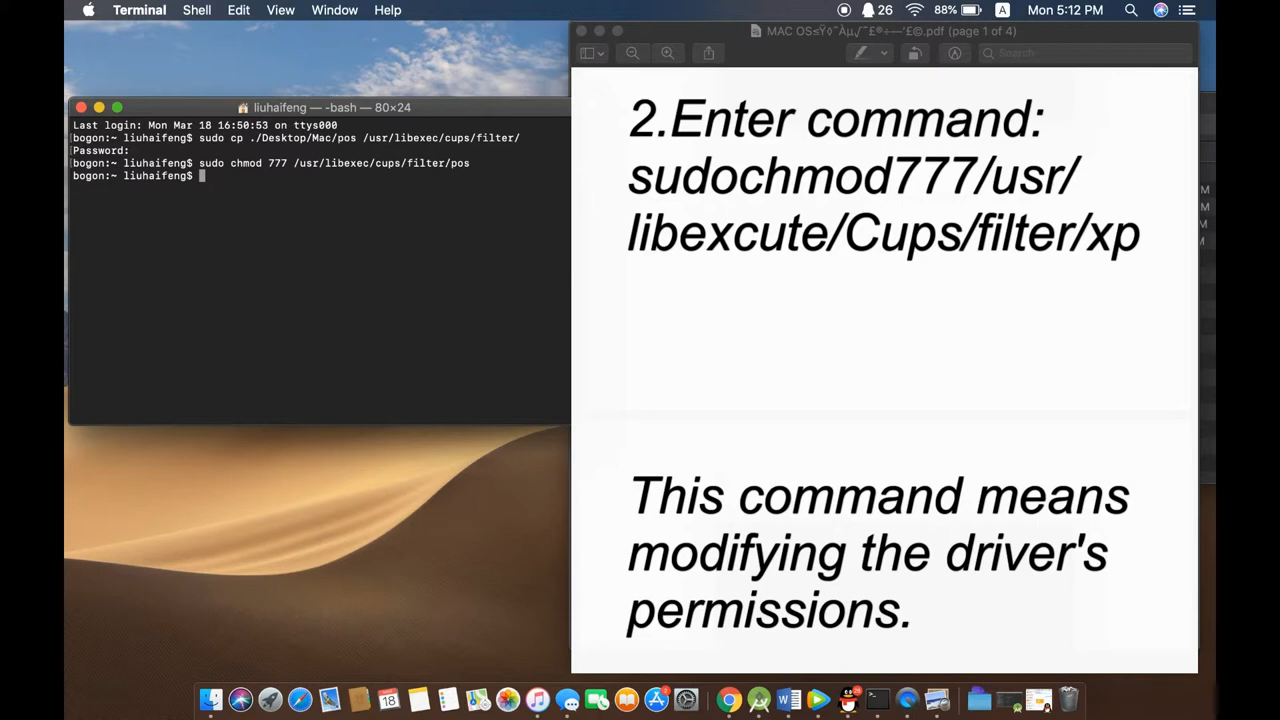 Terminal Shell Edit View Window Help 26 88% A Mon 5:12 PM
liuhaifeng — -bash — 80×24
Last login: Mon Mar 18 16:50:53 on ttys000
bogon:~ liuhaifeng$ sudo cp ./Desktop/Mac/pos /usr/libexec/cups/filter/
Password:
bogon:~ liuhaifeng$ sudo chmod 777 /usr/libexec/cups/filter/pos
bogon:~ liuhaifeng$
(page 1 of 4)
Search
2.Enter command:
sudochmod777/usr/
libexcute/Cups/filter/xp
This command means
modifying the driver's
permissions.